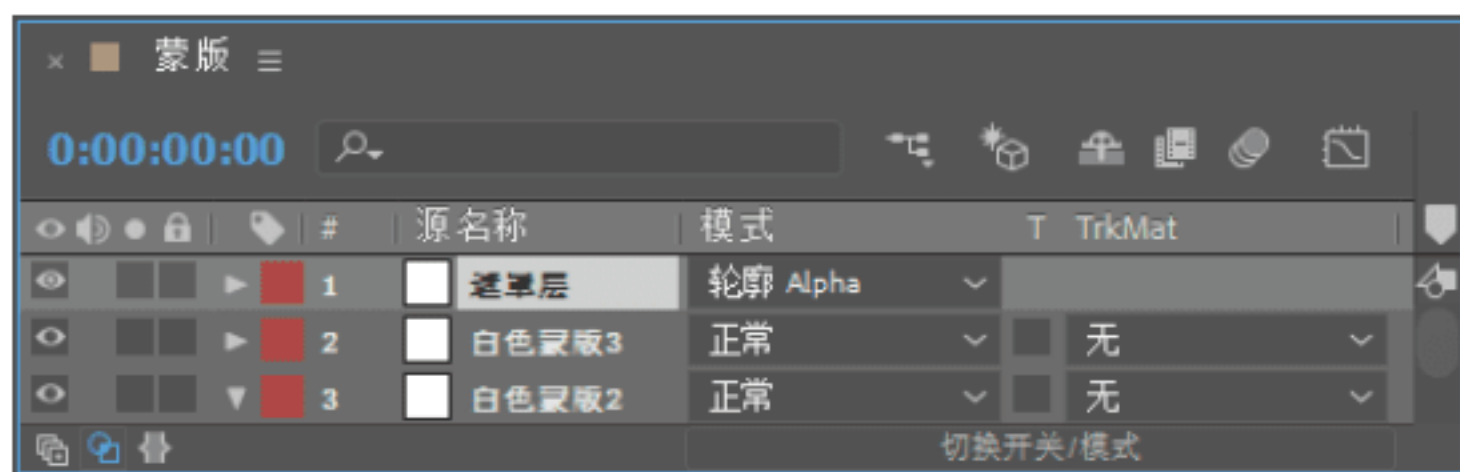 蒙版
0:00:00:00
# 源名称 模式 T TrkMat
1 遮罩层 轮廓 Alpha
2 白色蒙版3 正常 无
3 白色蒙版2 正常 无
切换开关/模式